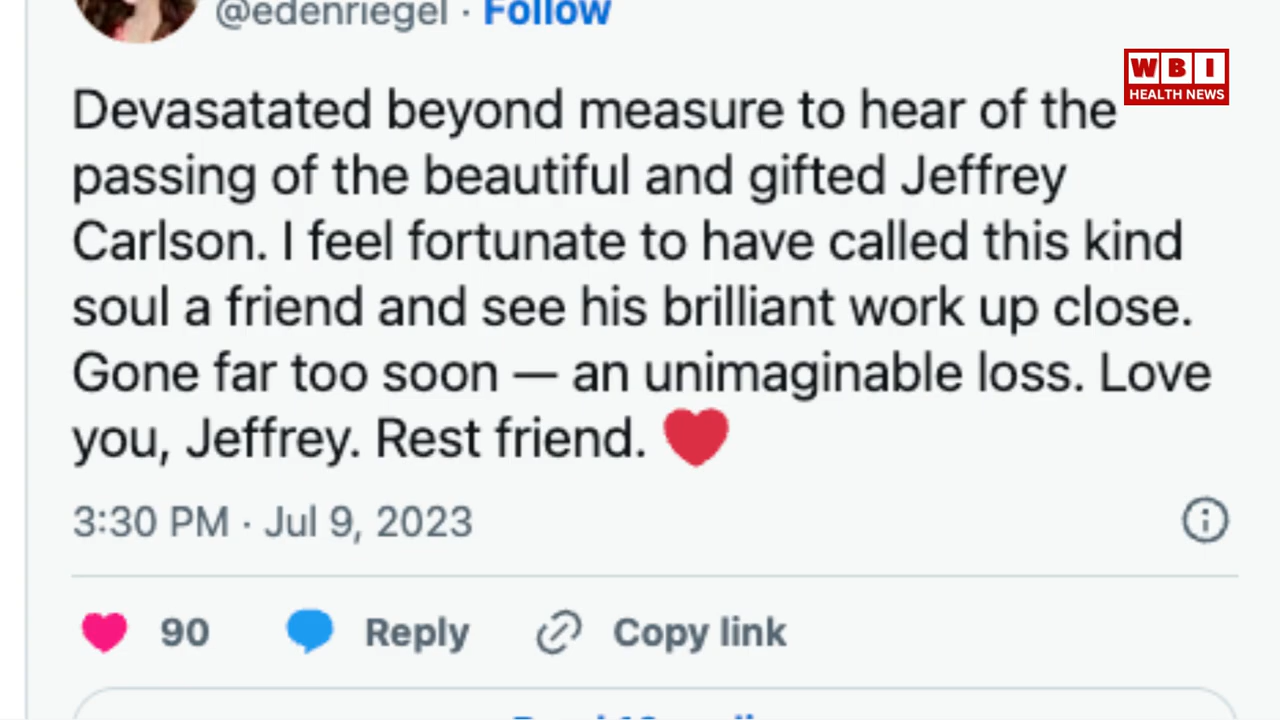 @edenriegel · Follow
WBI
HEALTH NEWS
Devasatated beyond measure to hear of the
passing of the beautiful and gifted Jeffrey
Carlson. I feel fortunate to have called this kind
soul a friend and see his brilliant work up close.
Gone far too soon — an unimaginable loss. Love
you, Jeffrey. Rest friend. ❤️
3:30 PM · Jul 9, 2023
90 Reply Copy link